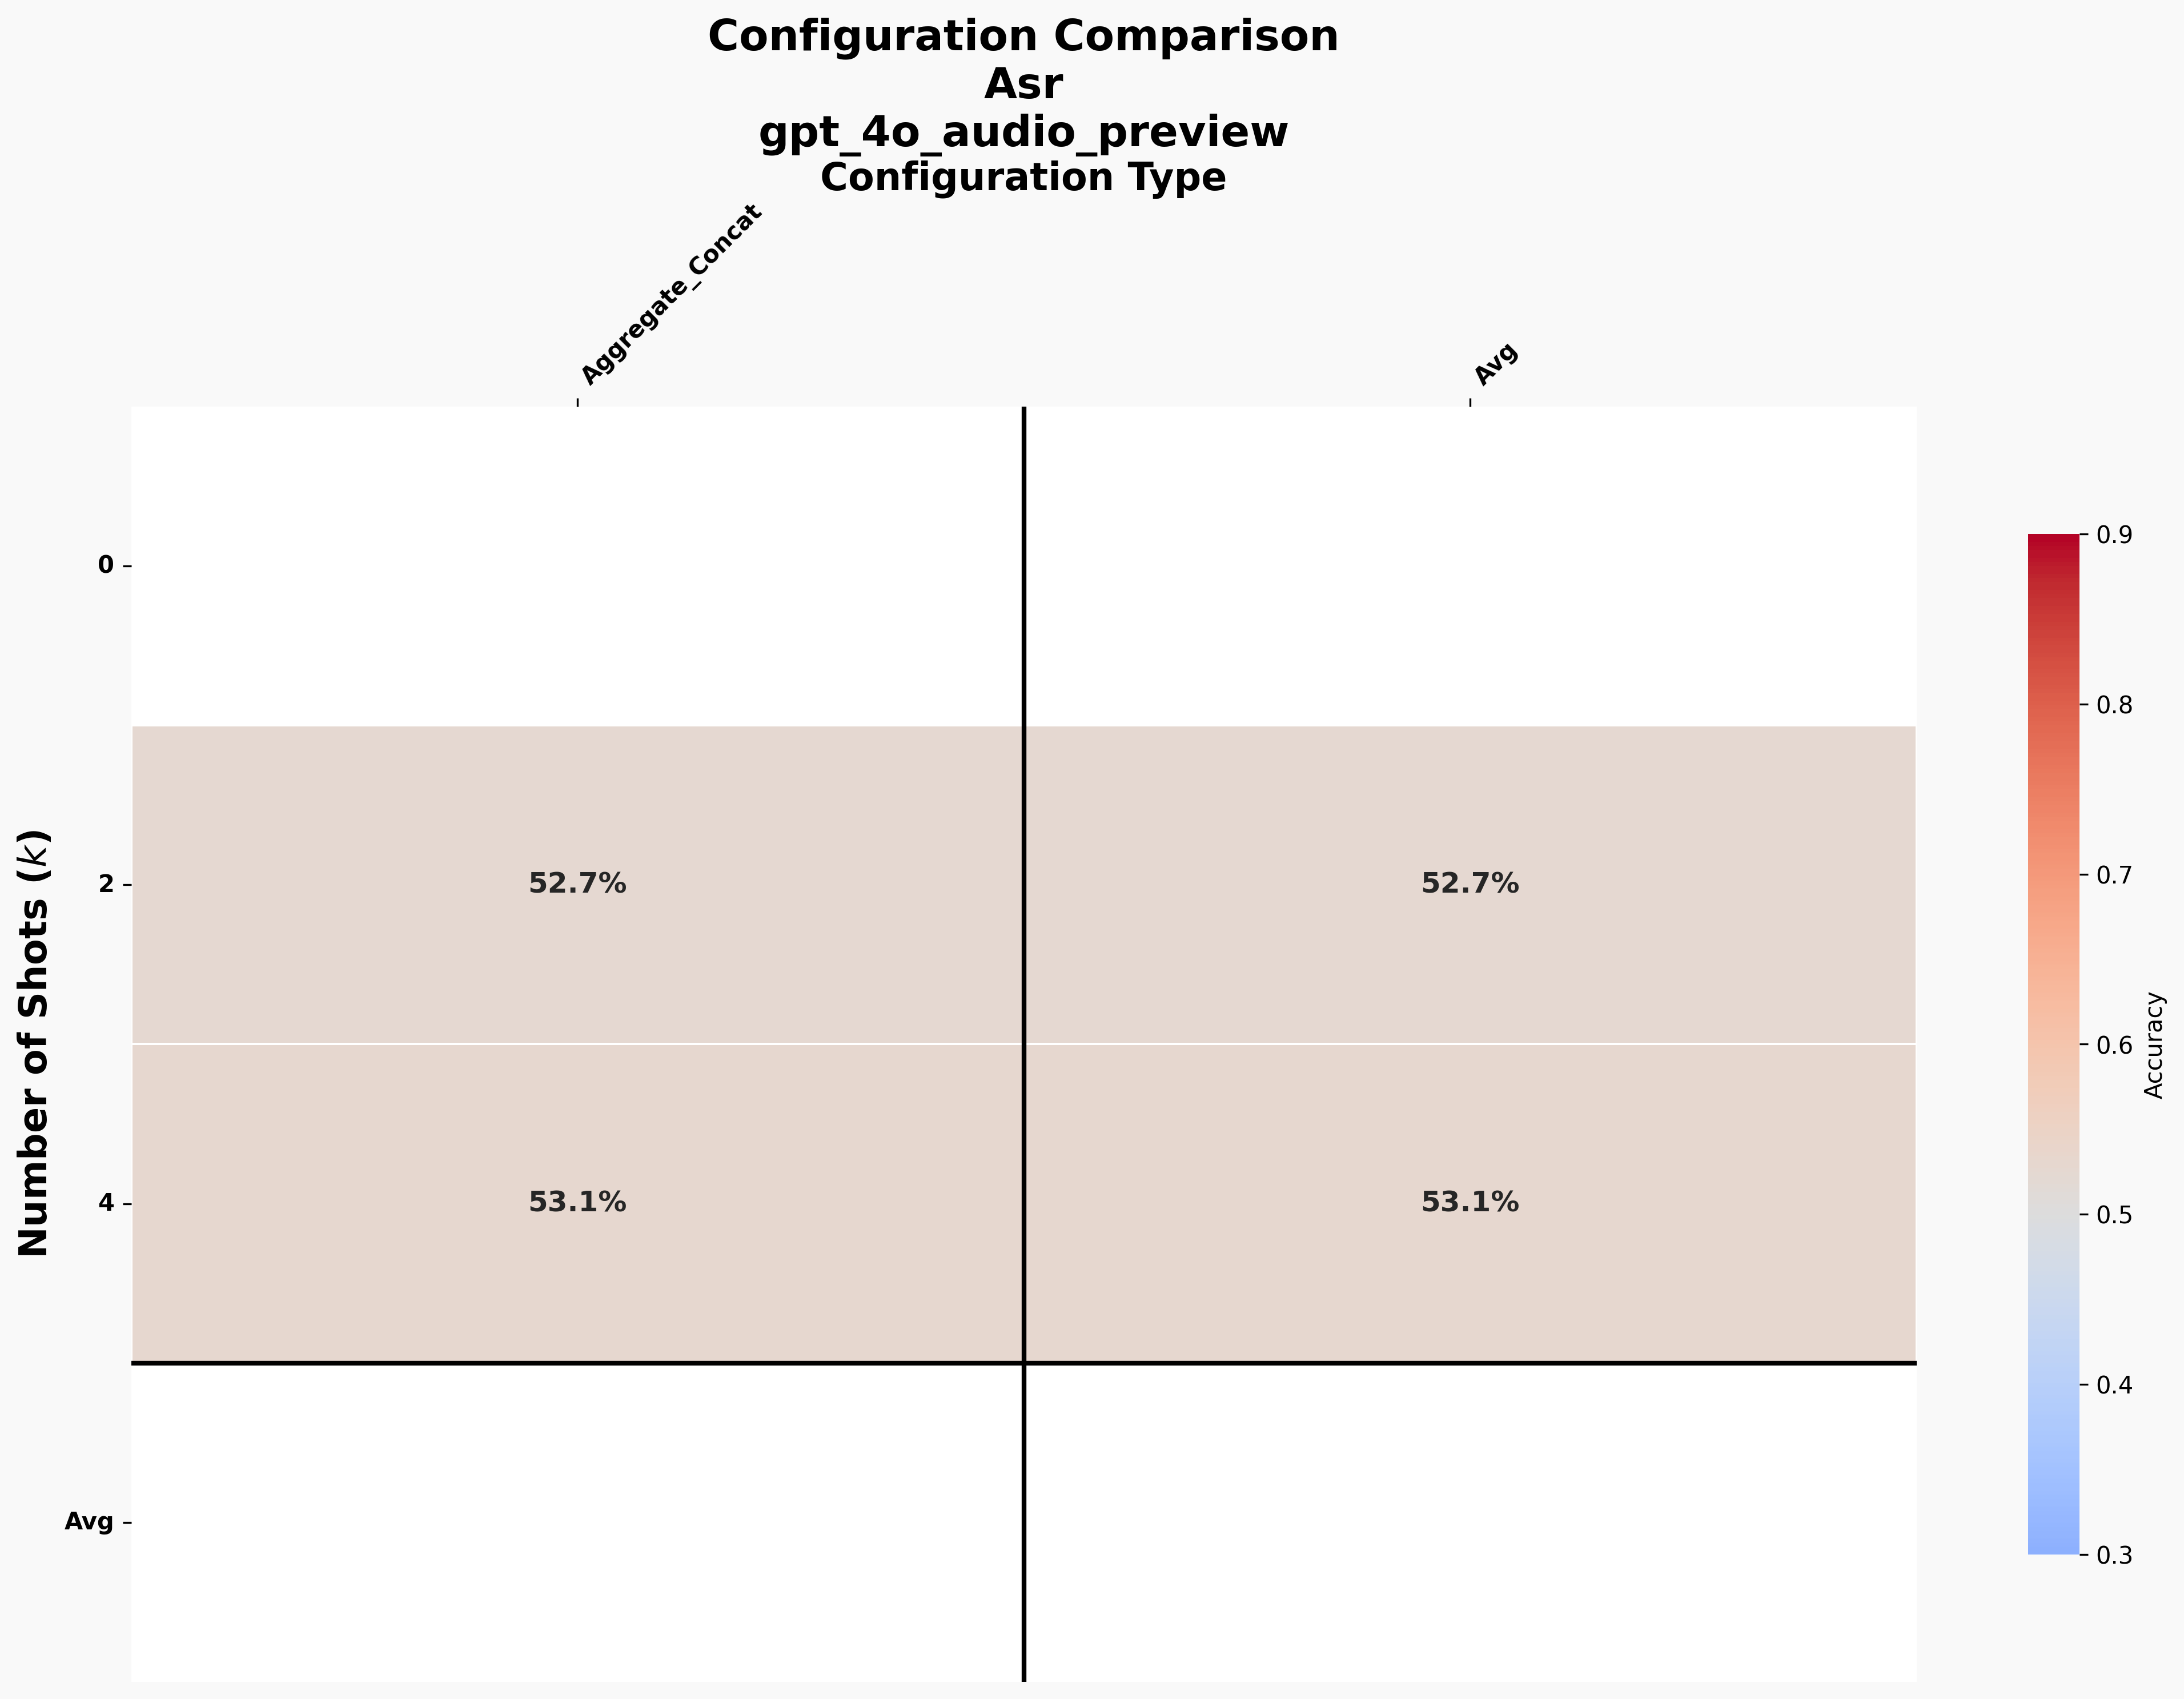 Configuration Comparison
Asr
gpt_4o_audio_preview
Configuration Type
Aggregate_Concat
Avg
Number of Shots (k)
0
2
52.7%
52.7%
4
53.1%
53.1%
Avg
0.9
0.8
0.7
0.6
0.5
0.4
0.3
Accuracy